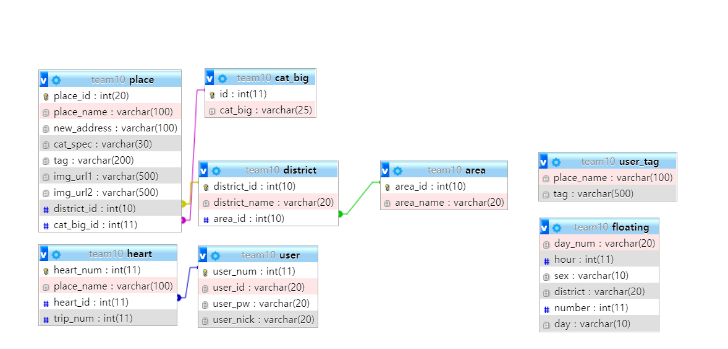 team10 place
place_id : int(20)
place_name : varchar(100)
new_address : varchar(100)
cat_spec : varchar(30)
tag : varchar(200)
img_url1 : varchar(500)
img_url2 : varchar(500)
district_id : int(10)
cat_big_id : int(11)
team10 cat_big
id : int(11)
cat_big : varchar(25)
team10 district
district_id : int(10)
district_name : varchar(20)
area_id : int(10)
team10 area
area_id : int(10)
area_name : varchar(20)
team10 user_tag
place_name : varchar(100)
tag : varchar(500)
team10 heart
heart_num : int(11)
place_name : varchar(100)
heart_id : int(11)
trip_num : int(11)
team10 user
user_num : int(11)
user_id : varchar(20)
user_pw : varchar(20)
user_nick : varchar(20)
team10 floating
day_num : varchar(20)
hour : int(11)
sex : varchar(10)
district : varchar(20)
number : int(11)
day : varchar(10)